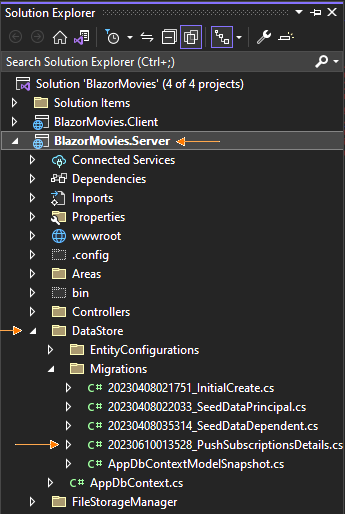 Solution Explorer
Search Solution Explorer (Ctrl+;)
Solution 'BlazorMovies' (4 of 4 projects)
Solution Items
BlazorMovies.Client
BlazorMovies.Server
Connected Services
Dependencies
Imports
Properties
wwwroot
.config
Areas
bin
Controllers
DataStore
EntityConfigurations
Migrations
C# 20230408021751_InitialCreate.cs
C# 20230408022033_SeedDataPrincipal.cs
C# 20230408035314_SeedDataDependent.cs
C# 20230610013528_PushSubscriptionsDetails.cs
C# AppDbContextModelSnapshot.cs
C# AppDbContext.cs
FileStorageManager